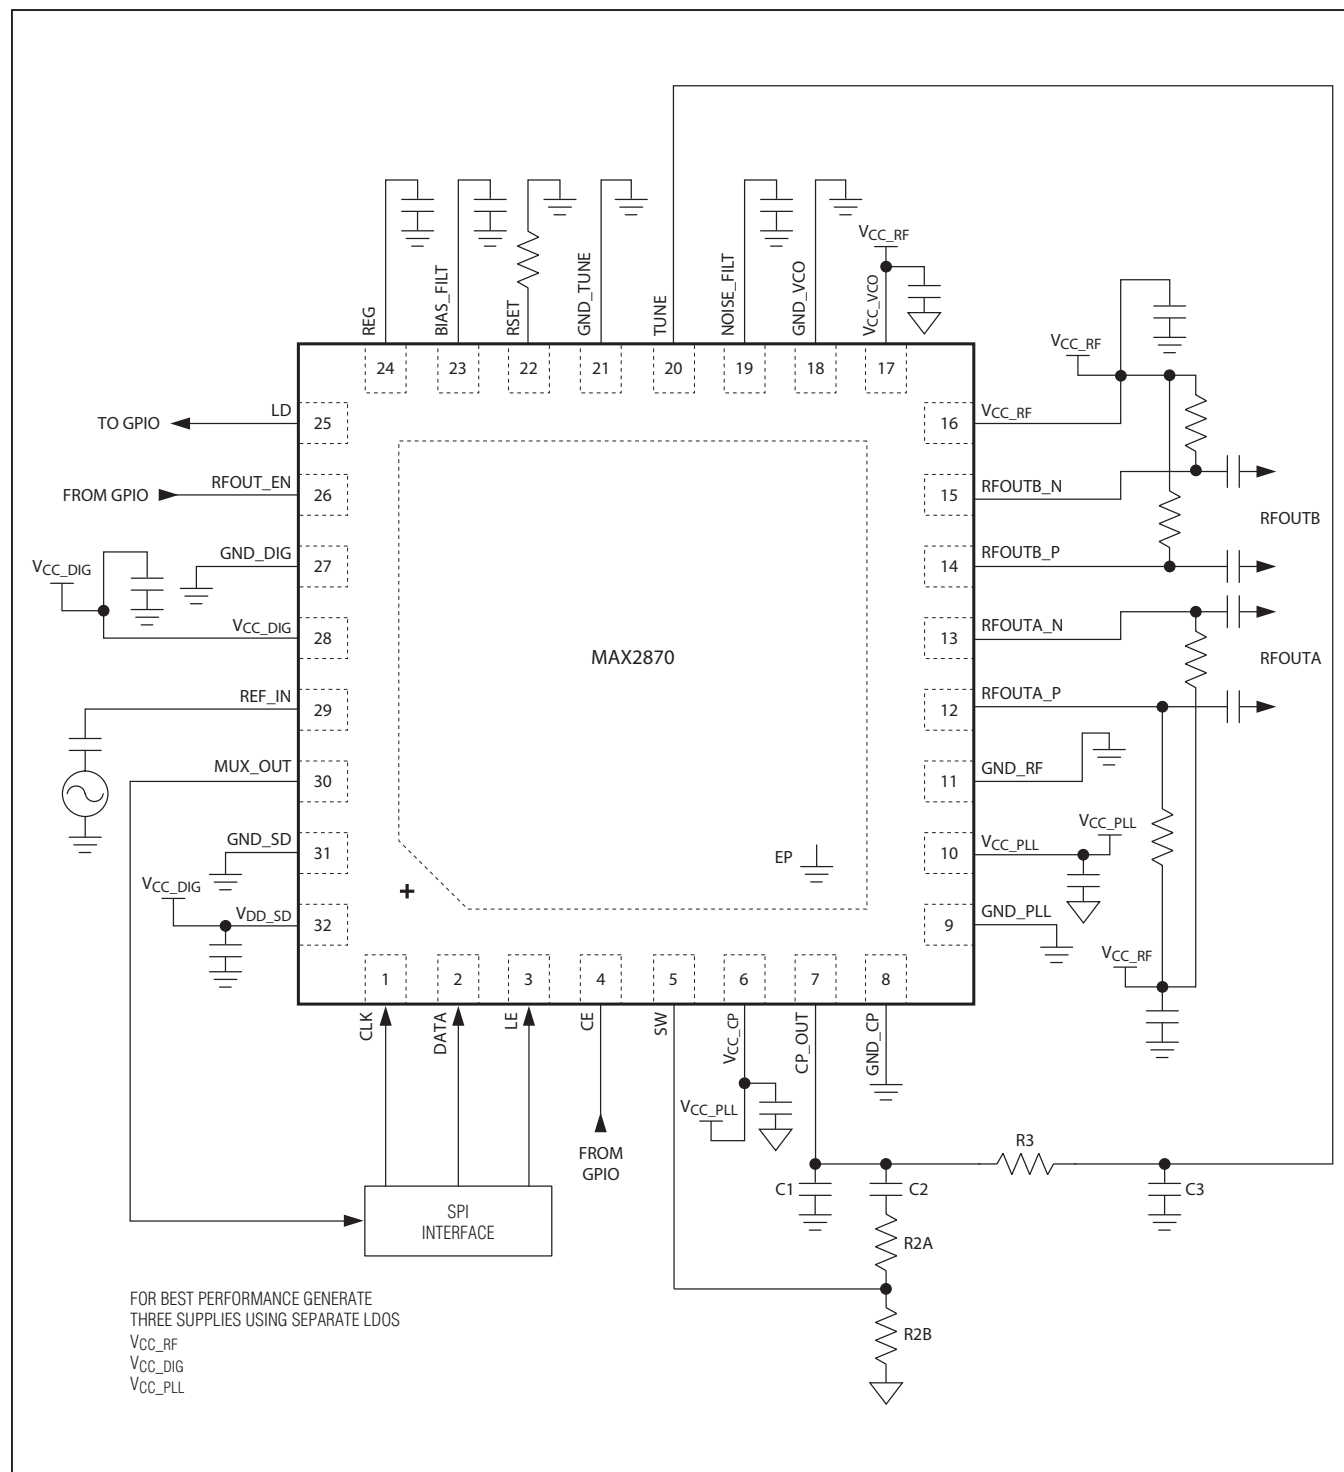 REG
BIAS_FILT
RSET
GND_TUNE
TUNE
NOISE_FILT
GND_VCO
VCC_RF
VCC_VCO
24
23
22
21
20
19
18
17
VCC_RF
TO GPIO
LD
25
16
VCC_RF
FROM GPIO
RFOUT_EN
26
15
RFOUTB_N
RFOUTB
VCC_DIG
GND_DIG
27
14
RFOUTB_P
VCC_DIG
28
13
RFOUTA_N
MAX2870
RFOUTA
REF_IN
29
12
RFOUTA_P
MUX_OUT
30
11
GND_RF
VCC_PLL
GND_SD
31
EP
10
VCC_PLL
VCC_DIG
+
VDD_SD
32
9
GND_PLL
VCC_RF
1
2
3
4
5
6
7
8
CLK
DATA
LE
CE
SW
VCC_CP
CP_OUT
GND_CP
VCC_PLL
FROM
GPIO
R3
C1
C2
C3
SPI
INTERFACE
R2A
R2B
FOR BEST PERFORMANCE GENERATE
THREE SUPPLIES USING SEPARATE LDOS
VCC_RF
VCC_DIG
VCC_PLL